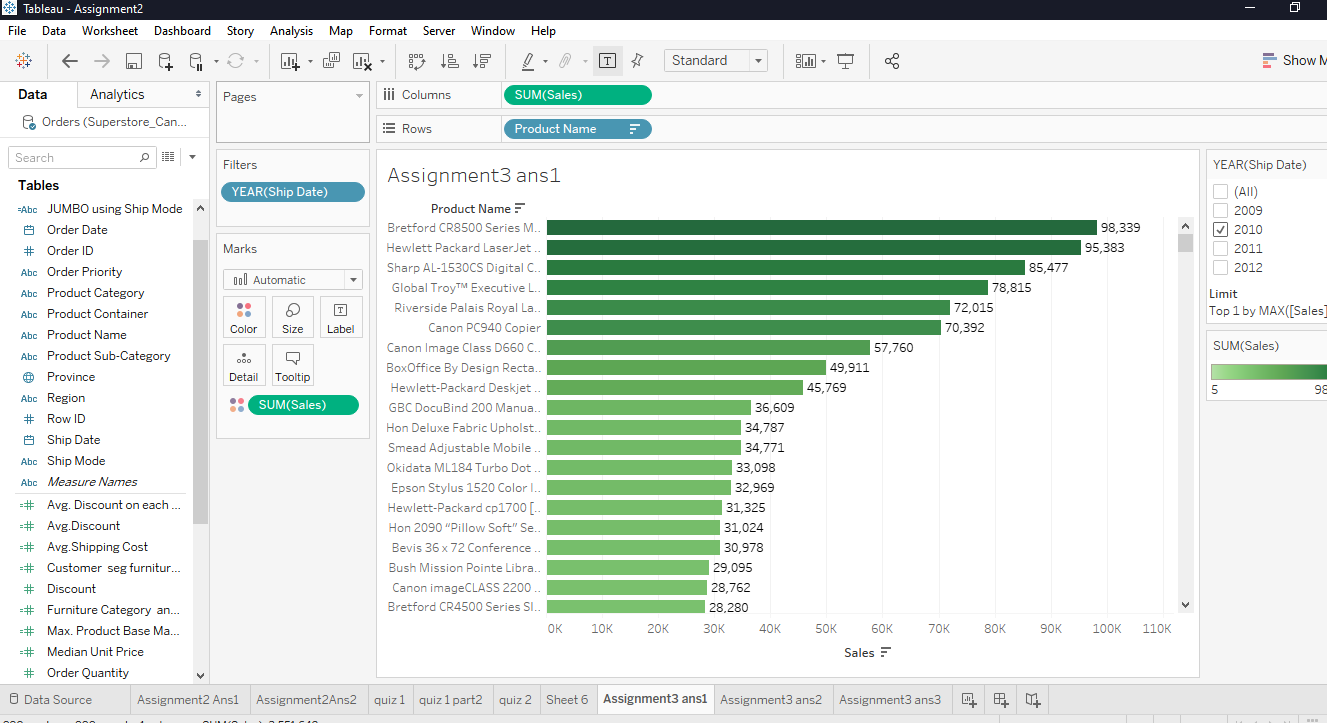 Tableau - Assignment2
File Data Worksheet Dashboard Story Analysis Map Format Server Window Help
Standard
Show M
Data Analytics
Orders (Superstore_Can...
Search
Tables
=Abc JUMBO using Ship Mode
Order Date
# Order ID
Abc Order Priority
Abc Product Category
Abc Product Container
Abc Product Name
Abc Product Sub-Category
Province
Abc Region
# Row ID
Ship Date
Abc Ship Mode
Abc Measure Names
=# Avg. Discount on each ...
=# Avg.Discount
=# Avg.Shipping Cost
=# Customer seg furnitur...
# Discount
=# Furniture Category an...
=# Max. Product Base Ma...
=# Median Unit Price
# Order Quantity
Pages
Filters
YEAR(Ship Date)
Marks
Automatic
Color Size Label
Detail Tooltip
SUM(Sales)
Columns SUM(Sales)
Rows Product Name
Assignment3 ans1
Product Name
Bretford CR8500 Series M.. 98,339
Hewlett Packard LaserJet .. 95,383
Sharp AL-1530CS Digital C.. 85,477
Global Troy™ Executive L.. 78,815
Riverside Palais Royal La.. 72,015
Canon PC940 Copier 70,392
Canon Image Class D660 C.. 57,760
BoxOffice By Design Recta.. 49,911
Hewlett-Packard Deskjet .. 45,769
GBC DocuBind 200 Manua.. 36,609
Hon Deluxe Fabric Upholst.. 34,787
Smead Adjustable Mobile .. 34,771
Okidata ML184 Turbo Dot .. 33,098
Epson Stylus 1520 Color I.. 32,969
Hewlett-Packard cp1700 [.. 31,325
Hon 2090 “Pillow Soft” Se.. 31,024
Bevis 36 x 72 Conference .. 30,978
Bush Mission Pointe Libra.. 29,095
Canon imageCLASS 2200 .. 28,762
Bretford CR4500 Series Sl.. 28,280
0K 10K 20K 30K 40K 50K 60K 70K 80K 90K 100K 110K
Sales
YEAR(Ship Date)
(All)
2009
2010
2011
2012
Limit
Top 1 by MAX([Sales]
SUM(Sales)
5 98
Data Source Assignment2 Ans1 Assignment2Ans2 quiz 1 quiz 1 part2 quiz 2 Sheet 6 Assignment3 ans1 Assignment3 ans2 Assignment3 ans3